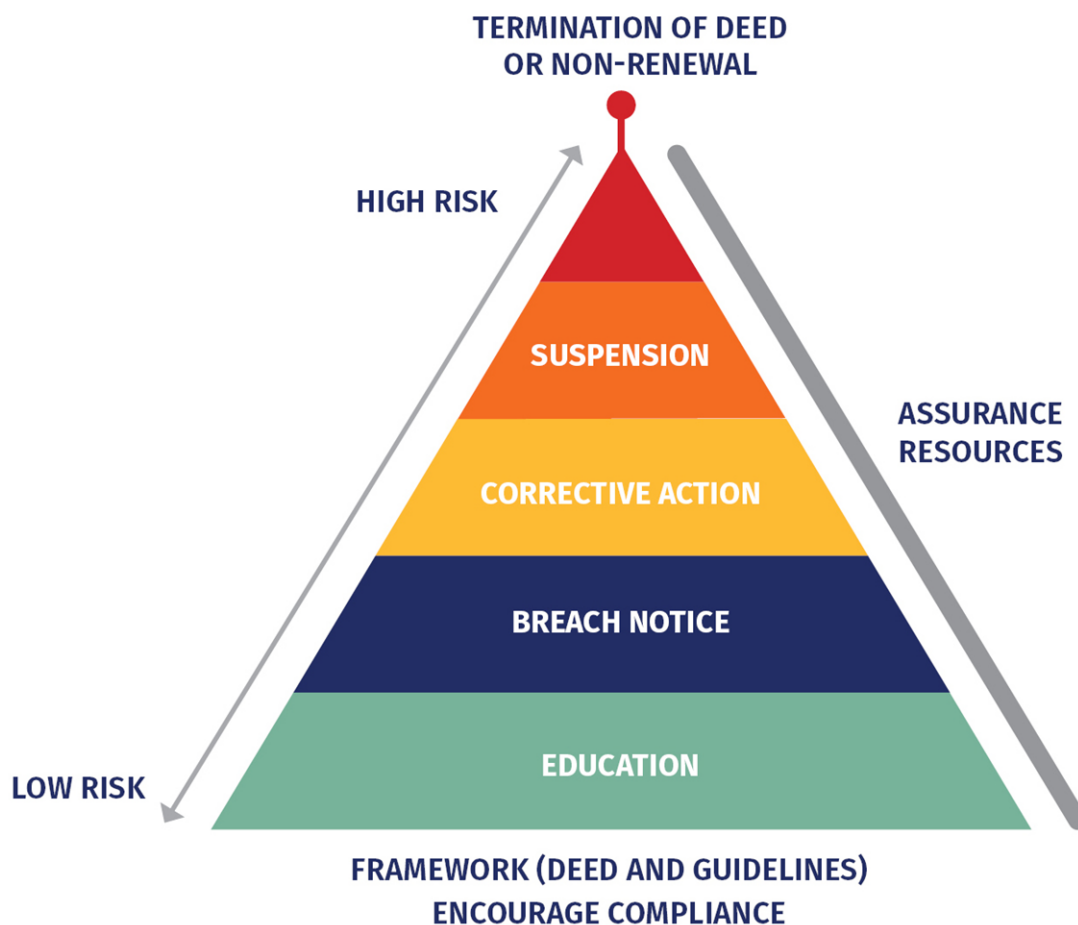 TERMINATION OF DEED
OR NON-RENEWAL
HIGH RISK
SUSPENSION
ASSURANCE
RESOURCES
CORRECTIVE ACTION
BREACH NOTICE
EDUCATION
LOW RISK
FRAMEWORK (DEED AND GUIDELINES)
ENCOURAGE COMPLIANCE